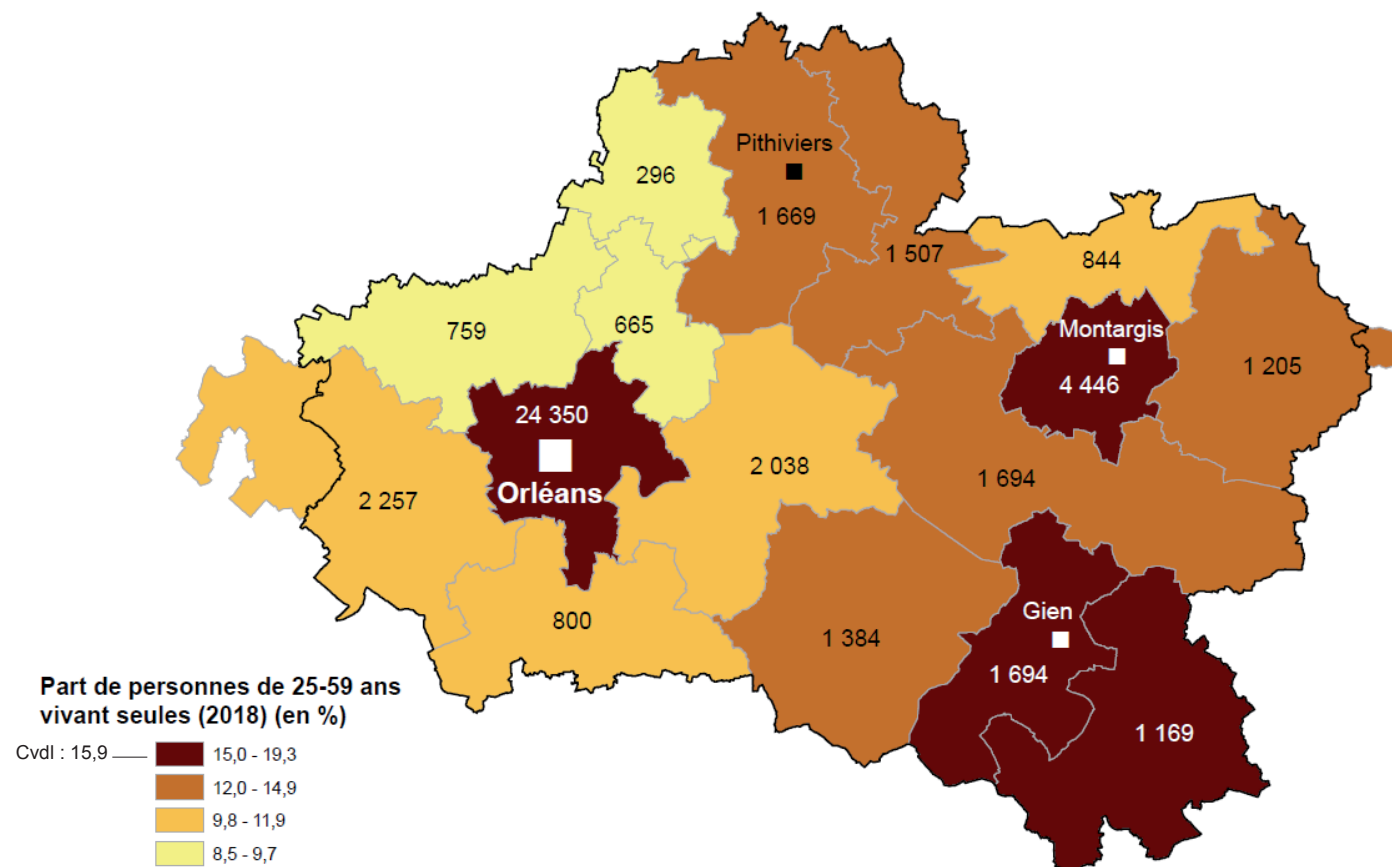 Pithiviers
296
1 669
1 507
844
Montargis
759
665
1 205
4 446
24 350
Orléans
2 038
1 694
2 257
Gien
800
1 384
1 694
1 169
Part de personnes de 25-59 ans
vivant seules (2018) (en %)
Cvdl : 15,9
15,0 - 19,3
12,0 - 14,9
9,8 - 11,9
8,5 - 9,7